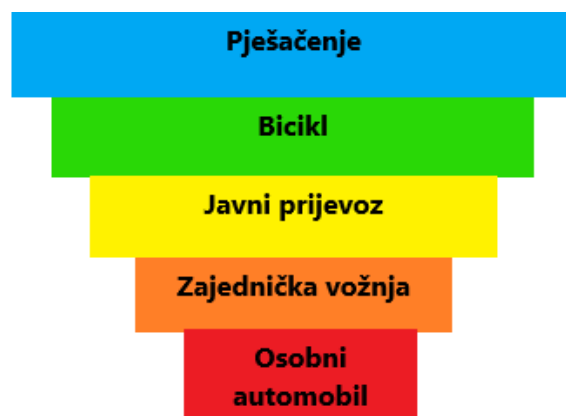 Pješačenje
Bicikl
Javni prijevoz
Zajednička vožnja
Osobni
automobil